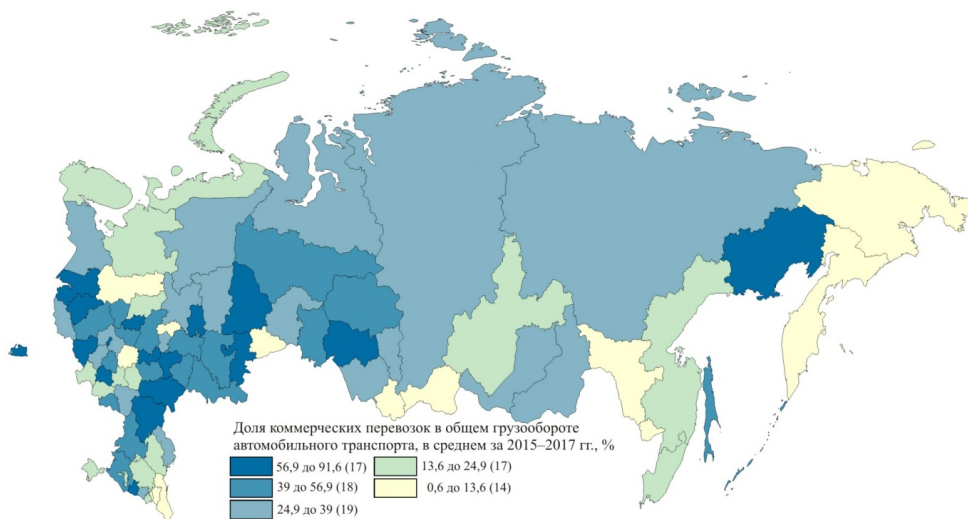 Доля коммерческих перевозок в общем грузообороте
автомобильного транспорта, в среднем за 2015–2017 гг., %
56,9 до 91,6 (17)
13,6 до 24,9 (17)
39 до 56,9 (18)
0,6 до 13,6 (14)
24,9 до 39 (19)